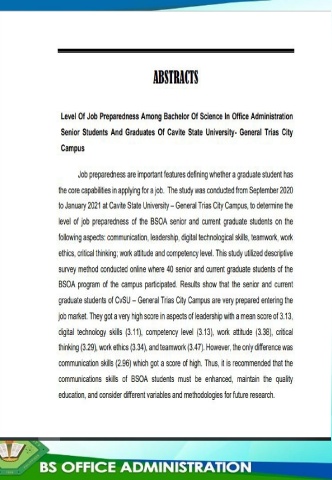 ABSTRACTS
Level Of Job Preparedness Among Bachelor Of Science In Office Administration
Senior Students And Graduates Of Cavite State University- General Trias City
Campus
Job preparedness are important features defining whether a graduate student has
the core capabilities in applying for a job. The study was conducted from September 2020
to January 2021 at Cavite State University – General Trias City Campus, to determine the
level of job preparedness of the BSOA senior and current graduate students on the
following aspects: communication, leadership, digital technological skills, teamwork, work
ethics, critical thinking; work attitude and competency level. This study utilized descriptive
survey method conducted online where 40 senior and current graduate students of the
BSOA program of the campus participated. Results show that the senior and current
graduate students of CvSU – General Trias City Campus are very prepared entering the
job market. They got a very high score in aspects of leadership with a mean score of 3.13.
digital technology skills (3.11), competency level (3.13), work attitude (3.38), critical
thinking (3.29), work ethics (3.34), and teamwork (3.47). However, the only difference was
communication skills (2.96) which got a score of high. Thus, it is recommended that the
communications skills of BSOA students must be enhanced, maintain the quality
education, and consider different variables and methodologies for future research.
BS OFFICE ADMINISTRATION